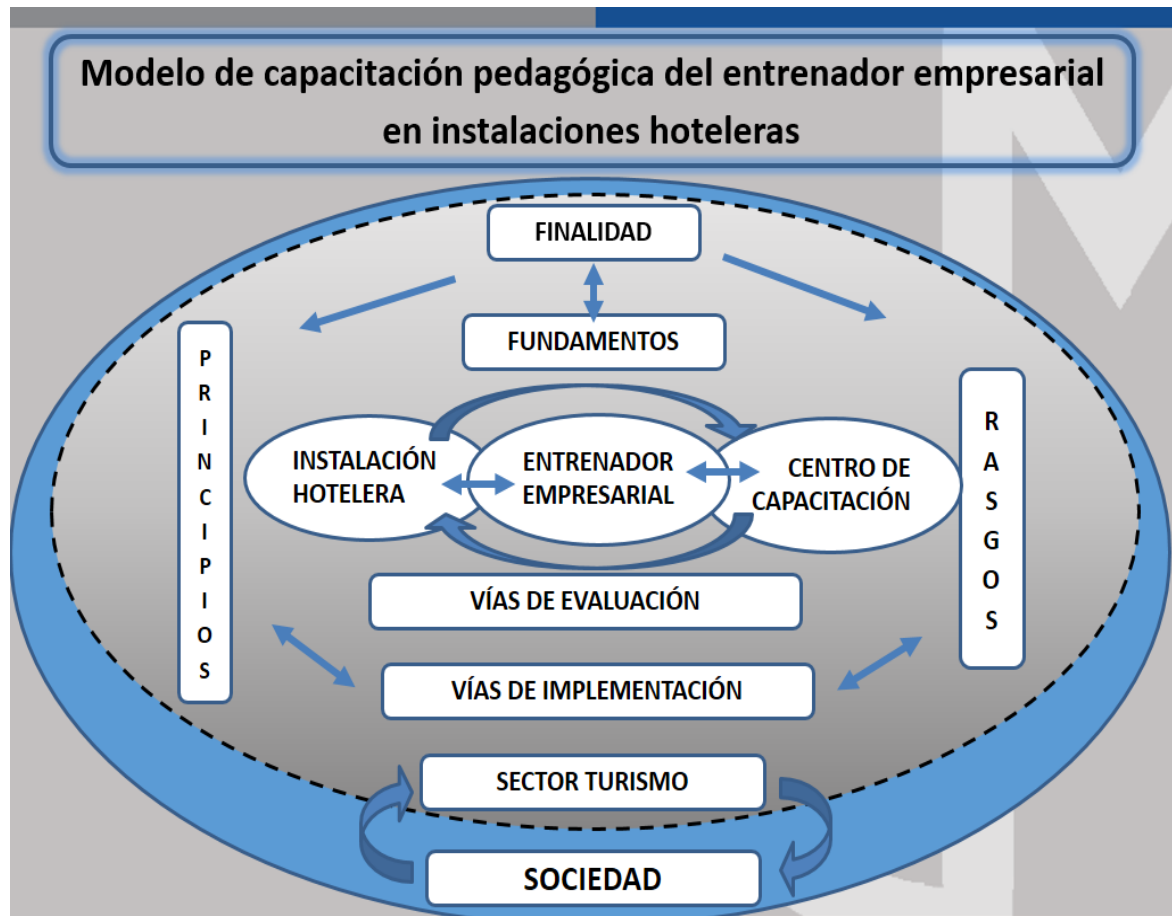 Modelo de capacitación pedagógica del entrenador empresarial
en instalaciones hoteleras
FINALIDAD
FUNDAMENTOS
PRINCIPIOS
INSTALACIÓN
HOTELERA
ENTRENADOR
EMPRESARIAL
CENTRO DE
CAPACITACIÓN
RASGOS
VÍAS DE EVALUACIÓN
VÍAS DE IMPLEMENTACIÓN
SECTOR TURISMO
SOCIEDAD